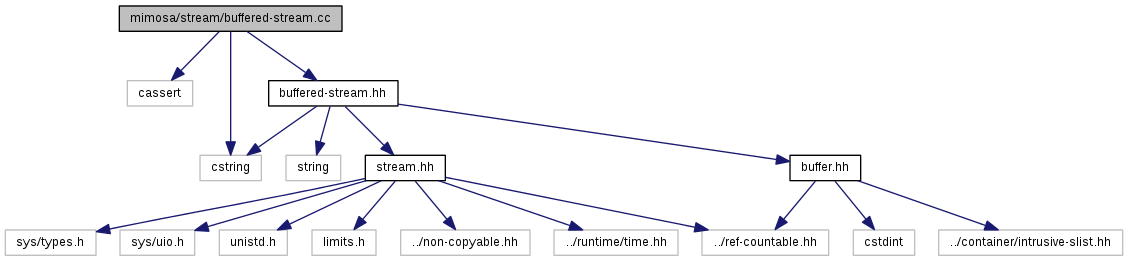 mimosa/stream/buffered-stream.cc
cassert
buffered-stream.hh
cstring
string
stream.hh
buffer.hh
sys/types.h
sys/uio.h
unistd.h
limits.h
../non-copyable.hh
../runtime/time.hh
../ref-countable.hh
cstdint
../container/intrusive-slist.hh